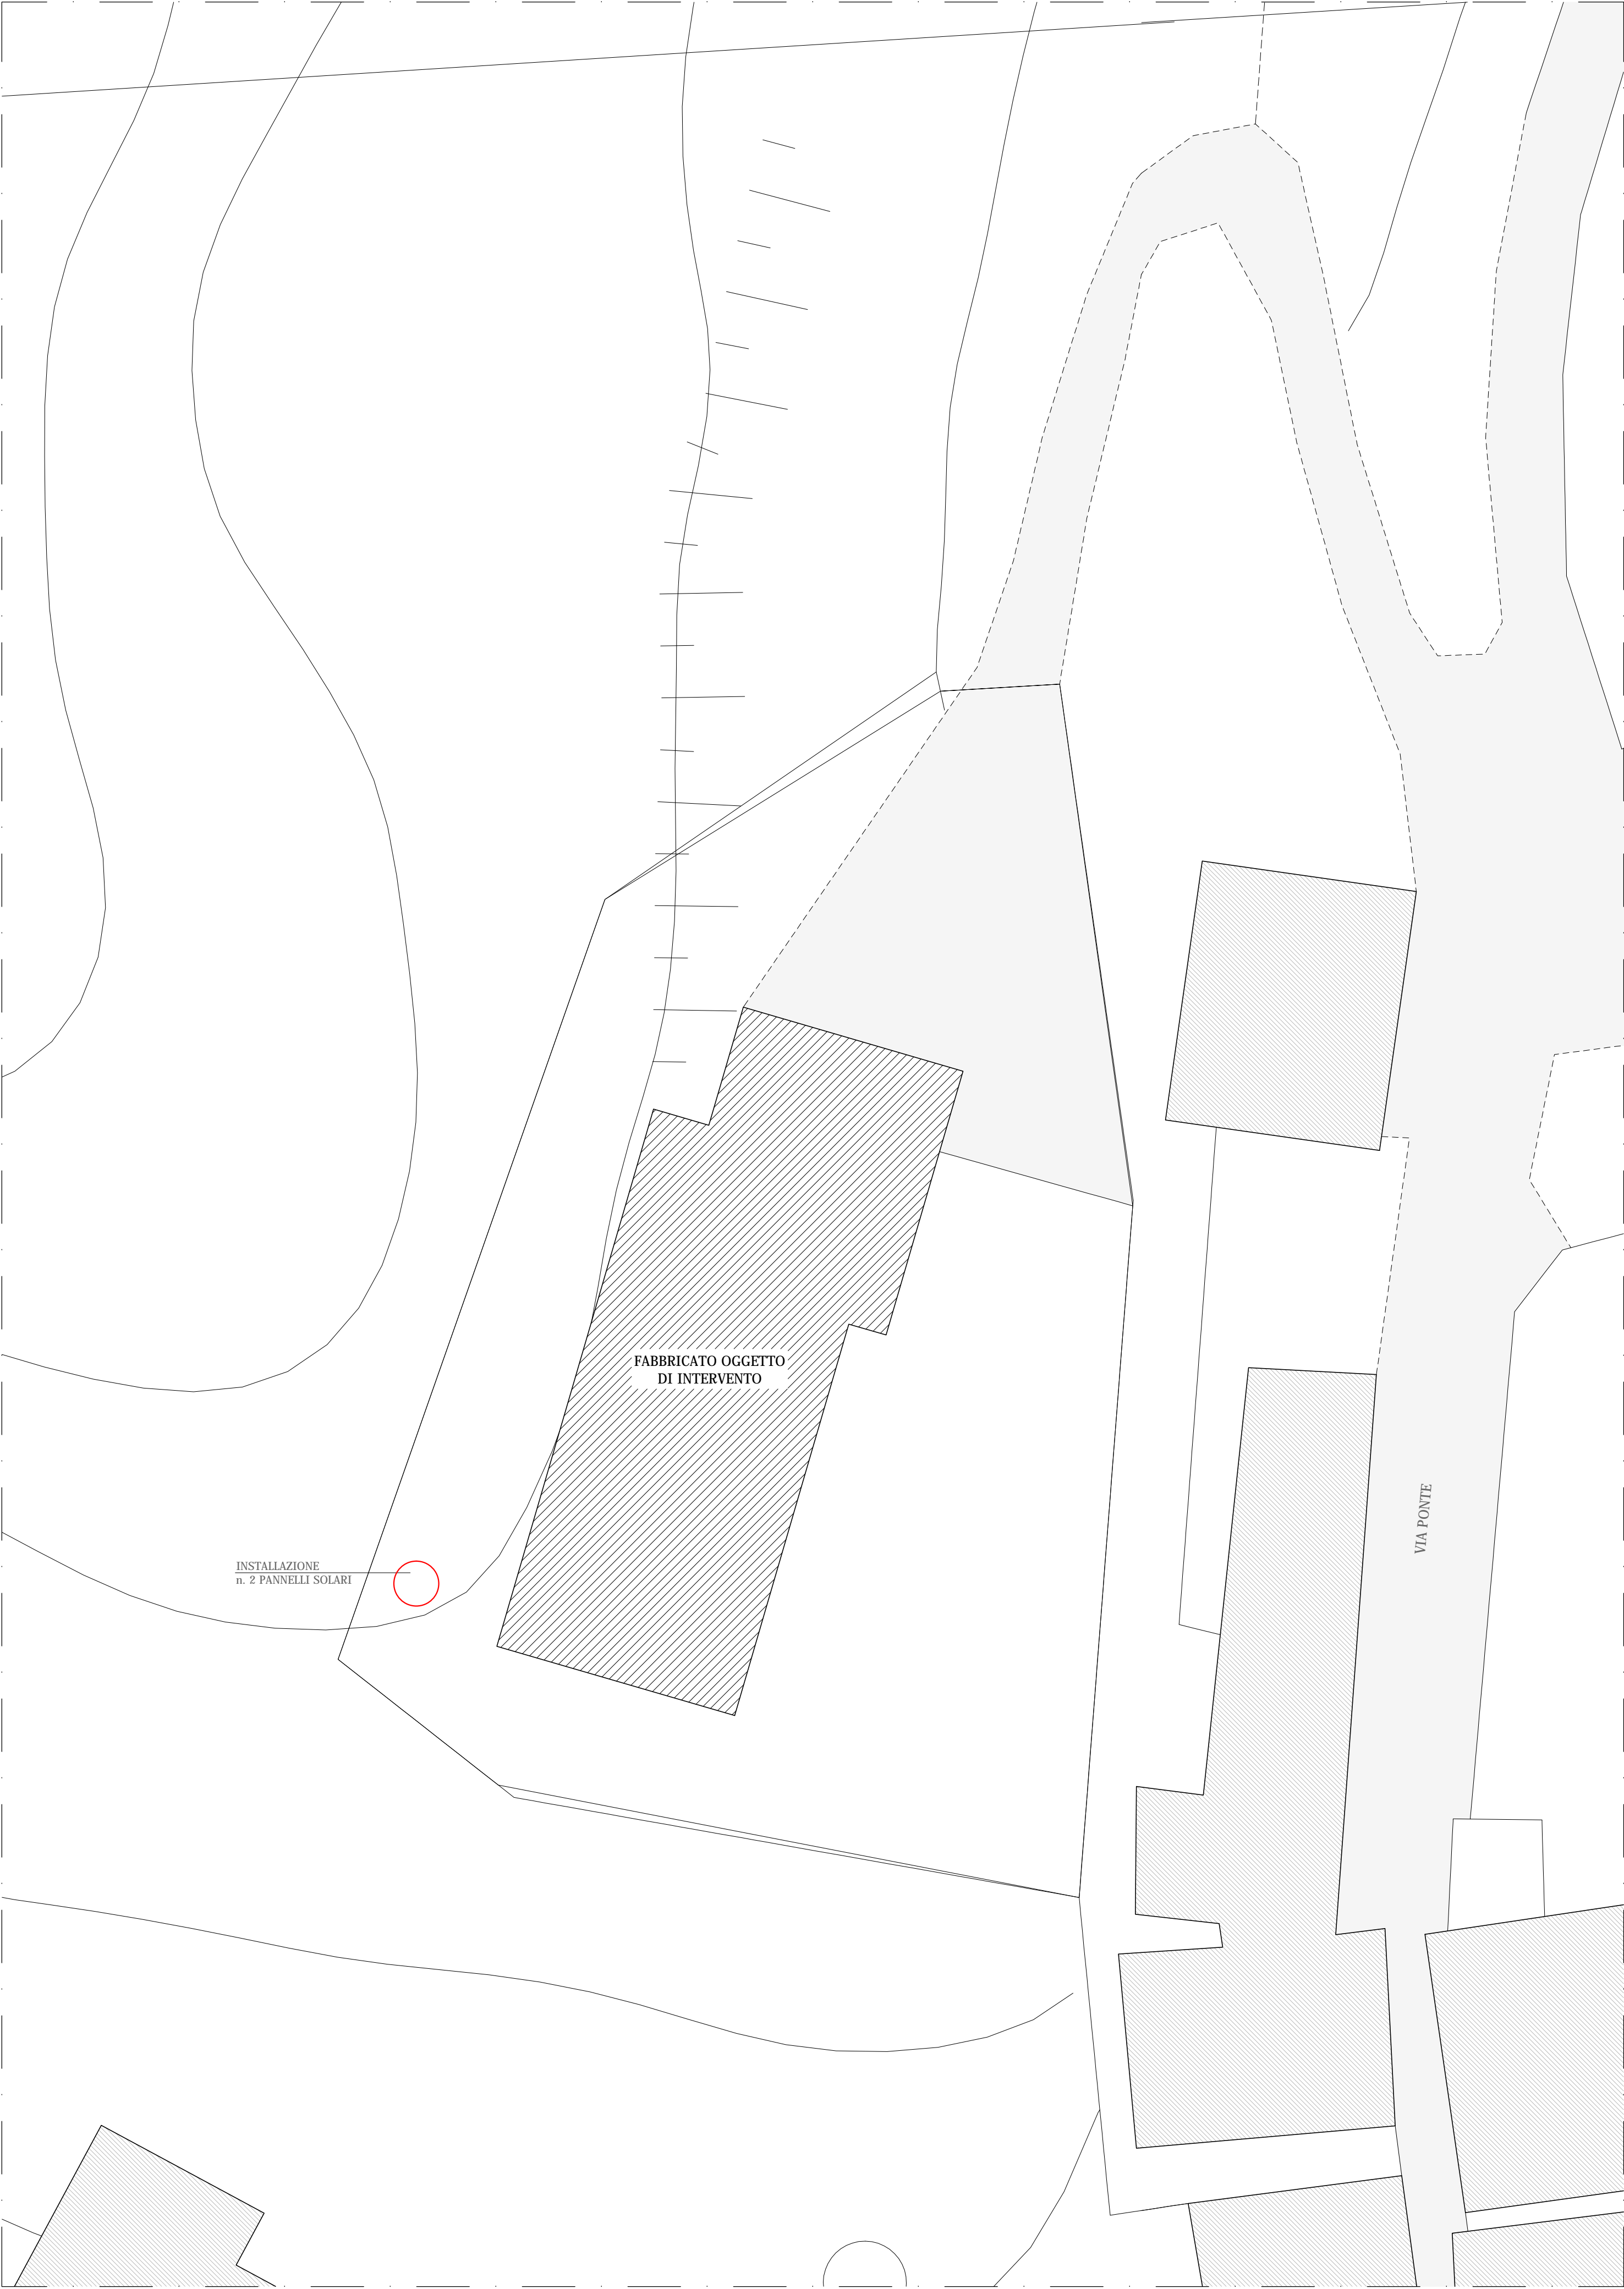 FABBRICATO OGGETTO
DI INTERVENTO
VIA PONTE
INSTALLAZIONE
n. 2 PANNELLI SOLARI